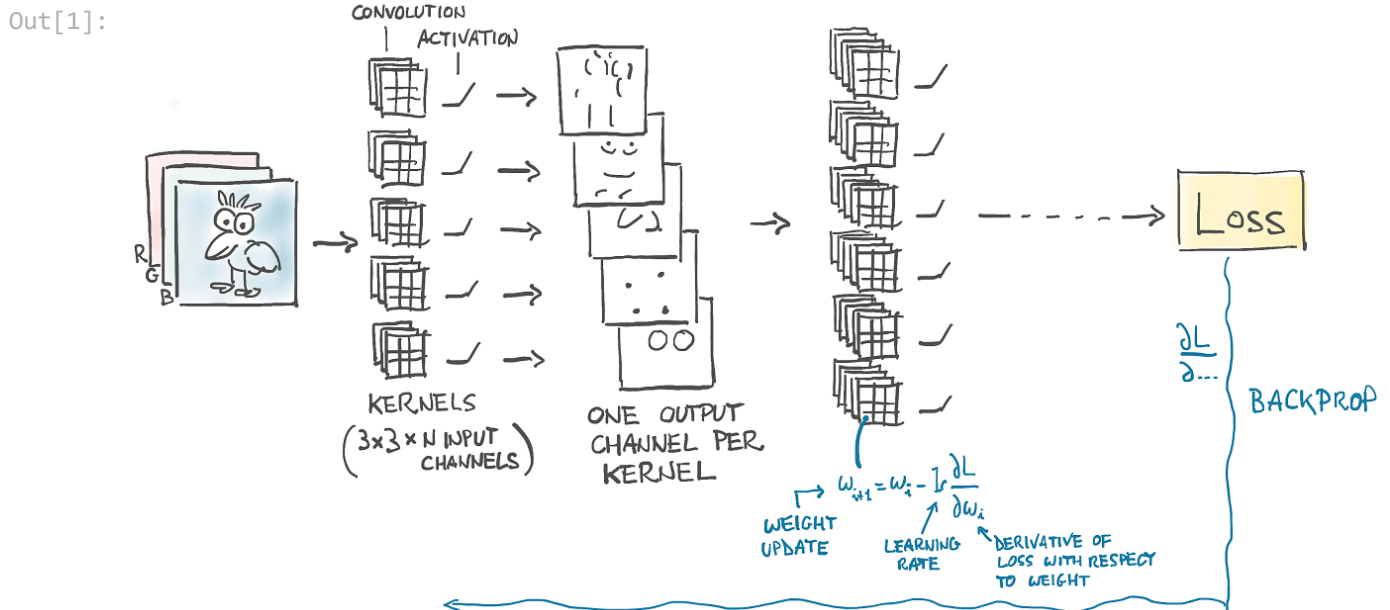 Out[1]:
CONVOLUTION
ACTIVATION
R
G
B
KERNELS
(3×3×N INPUT
CHANNELS)
ONE OUTPUT
CHANNEL PER
KERNEL
LOSS
∂L
∂...
BACKPROP
ω_{i+1} = ω_i - lr ∂L/∂ω_i
WEIGHT
UPDATE
LEARNING
RATE
DERIVATIVE OF
LOSS WITH RESPECT
TO WEIGHT